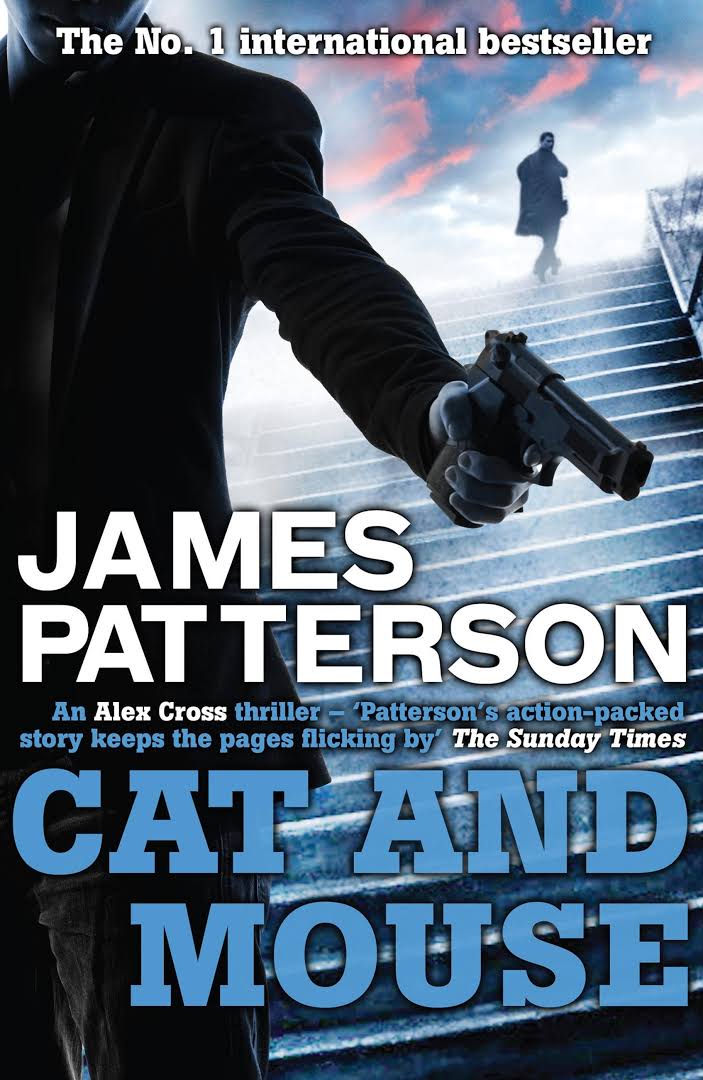 The No. 1 international bestseller
JAMES
PATTERSON
An Alex Cross thriller – ‘Patterson’s action-packed
story keeps the pages flicking by’ The Sunday Times
CAT AND
MOUSE